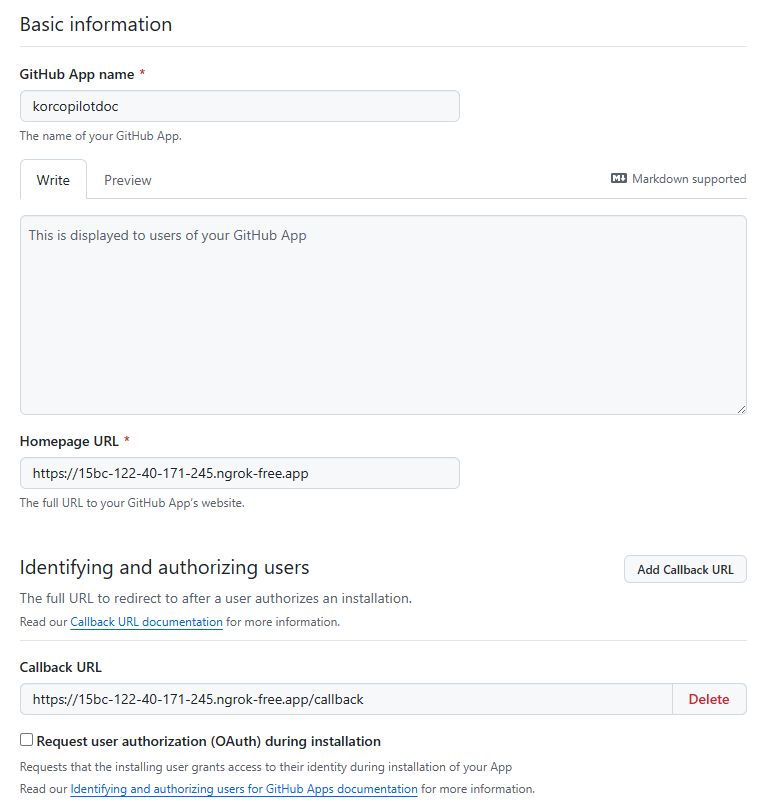 Basic information
GitHub App name *
korcopilotdoc
The name of your GitHub App.
Write Preview Markdown supported
This is displayed to users of your GitHub App
Homepage URL *
https://15bc-122-40-171-245.ngrok-free.app
The full URL to your GitHub App's website.
Identifying and authorizing users Add Callback URL
The full URL to redirect to after a user authorizes an installation.
Read our Callback URL documentation for more information.
Callback URL
https://15bc-122-40-171-245.ngrok-free.app/callback Delete
Request user authorization (OAuth) during installation
Requests that the installing user grants access to their identity during installation of your App
Read our Identifying and authorizing users for GitHub Apps documentation for more information.